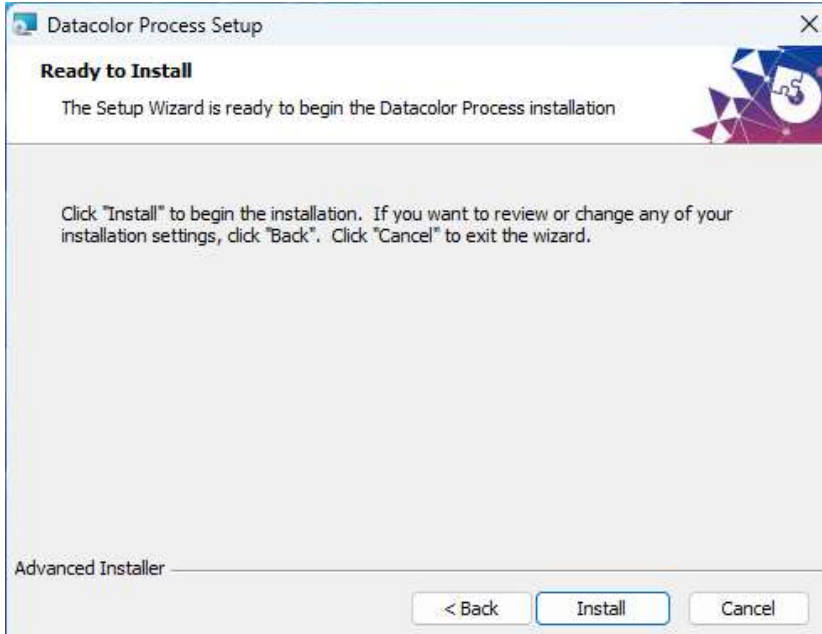 Datacolor Process Setup
Ready to Install
The Setup Wizard is ready to begin the Datacolor Process installation
Click "Install" to begin the installation.  If you want to review or change any of your
installation settings, click "Back".  Click "Cancel" to exit the wizard.
Advanced Installer
< Back Install Cancel